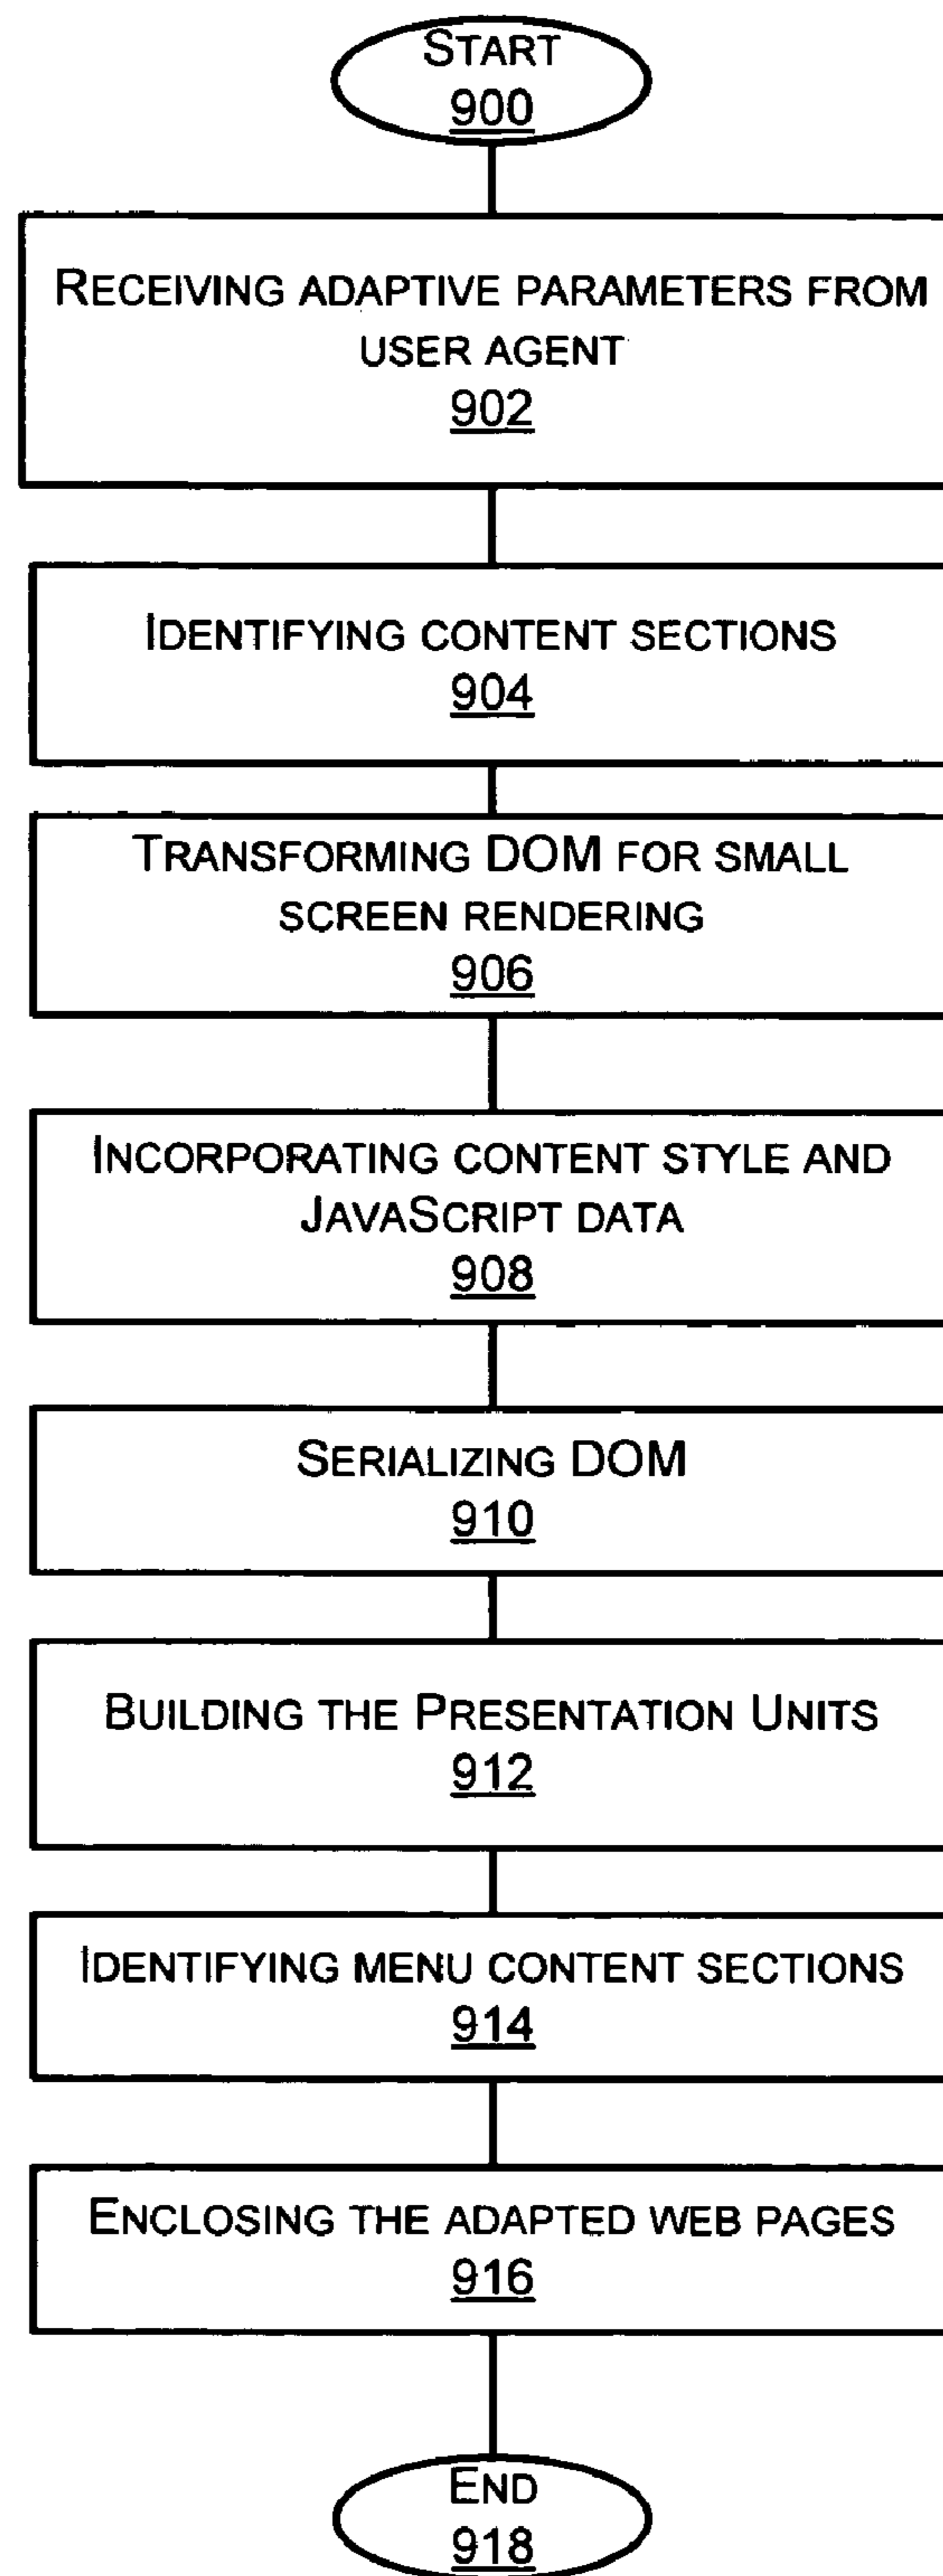 START
900
RECEIVING ADAPTIVE PARAMETERS FROM
USER AGENT
902
IDENTIFYING CONTENT SECTIONS
904
TRANSFORMING DOM FOR SMALL
SCREEN RENDERING
906
INCORPORATING CONTENT STYLE AND
JAVASCRIPT DATA
908
SERIALIZING DOM
910
BUILDING THE PRESENTATION UNITS
912
IDENTIFYING MENU CONTENT SECTIONS
914
ENCLOSING THE ADAPTED WEB PAGES
916
END
918